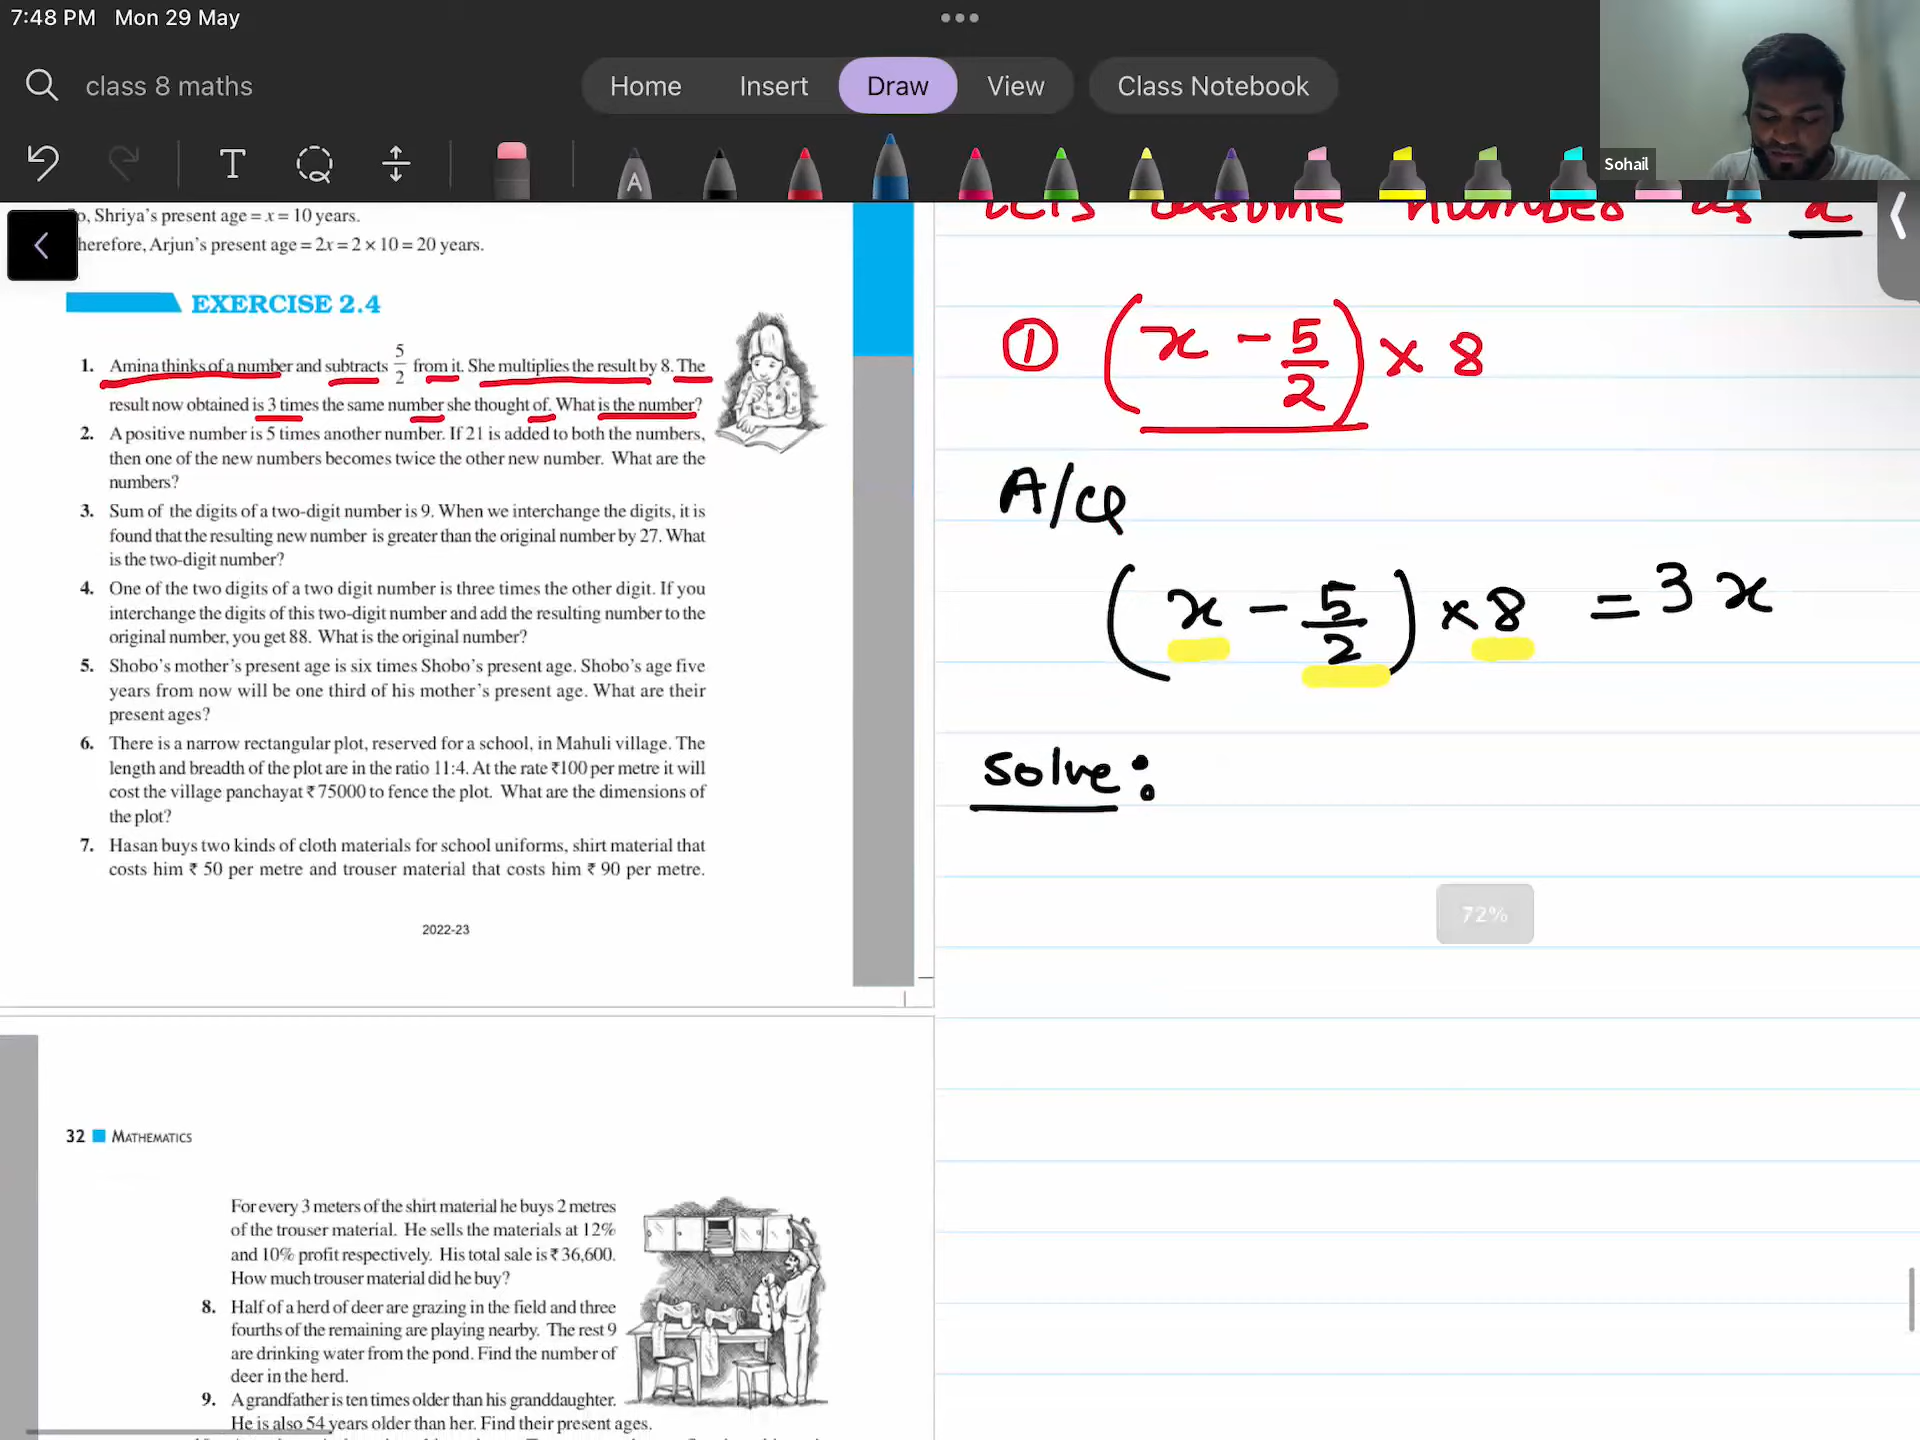 7:48 PM Mon 29 May
class 8 maths
Home Insert Draw View Class Notebook
T
A
Sohail
So, Shriya's present age = x = 10 years.
herefore, Arjun's present age = 2x = 2 × 10 = 20 years.
EXERCISE 2.4
1. Amina thinks of a number and subtracts 5/2 from it. She multiplies the result by 8. The
result now obtained is 3 times the same number she thought of. What is the number?
2. A positive number is 5 times another number. If 21 is added to both the numbers,
then one of the new numbers becomes twice the other new number. What are the
numbers?
3. Sum of the digits of a two-digit number is 9. When we interchange the digits, it is
found that the resulting new number is greater than the original number by 27. What
is the two-digit number?
4. One of the two digits of a two digit number is three times the other digit. If you
interchange the digits of this two-digit number and add the resulting number to the
original number, you get 88. What is the original number?
5. Shobo's mother's present age is six times Shobo's present age. Shobo's age five
years from now will be one third of his mother's present age. What are their
present ages?
6. There is a narrow rectangular plot, reserved for a school, in Mahuli village. The
length and breadth of the plot are in the ratio 11:4. At the rate ₹100 per metre it will
cost the village panchayat ₹75000 to fence the plot. What are the dimensions of
the plot?
7. Hasan buys two kinds of cloth materials for school uniforms, shirt material that
costs him ₹ 50 per metre and trouser material that costs him ₹ 90 per metre.
2022-23
32 MATHEMATICS
For every 3 meters of the shirt material he buys 2 metres
of the trouser material. He sells the materials at 12%
and 10% profit respectively. His total sale is ₹ 36,600.
How much trouser material did he buy?
8. Half of a herd of deer are grazing in the field and three
fourths of the remaining are playing nearby. The rest 9
are drinking water from the pond. Find the number of
deer in the herd.
9. A grandfather is ten times older than his granddaughter.
He is also 54 years older than her. Find their present ages.
lets assume number as x
① (x - 5/2) × 8
A/Q
(x - 5/2) × 8 = 3x
Solve:
72%